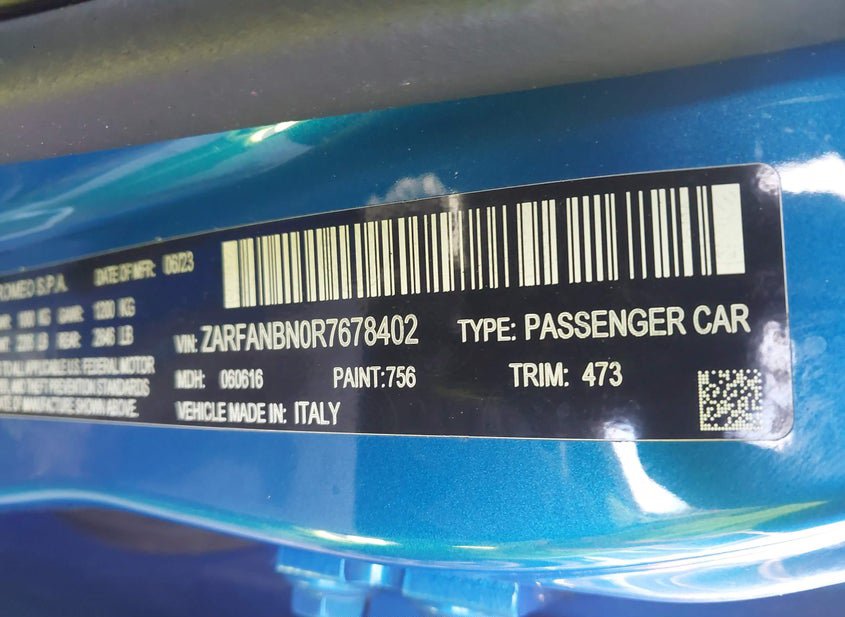 ROMEO S.P.A. DATE OF MFR: 06/23
KG GAWR: 1200 KG
LB REAR: 2646 LB
VIN: ZARFANBN0R7678402 TYPE: PASSENGER CAR
TO ALL APPLICABLE U.S. FEDERAL MOTOR
AND THEFT PREVENTION STANDARDS
DATE OF MANUFACTURE SHOWN ABOVE.
MDH: 060616 PAINT:756 TRIM: 473
VEHICLE MADE IN: ITALY